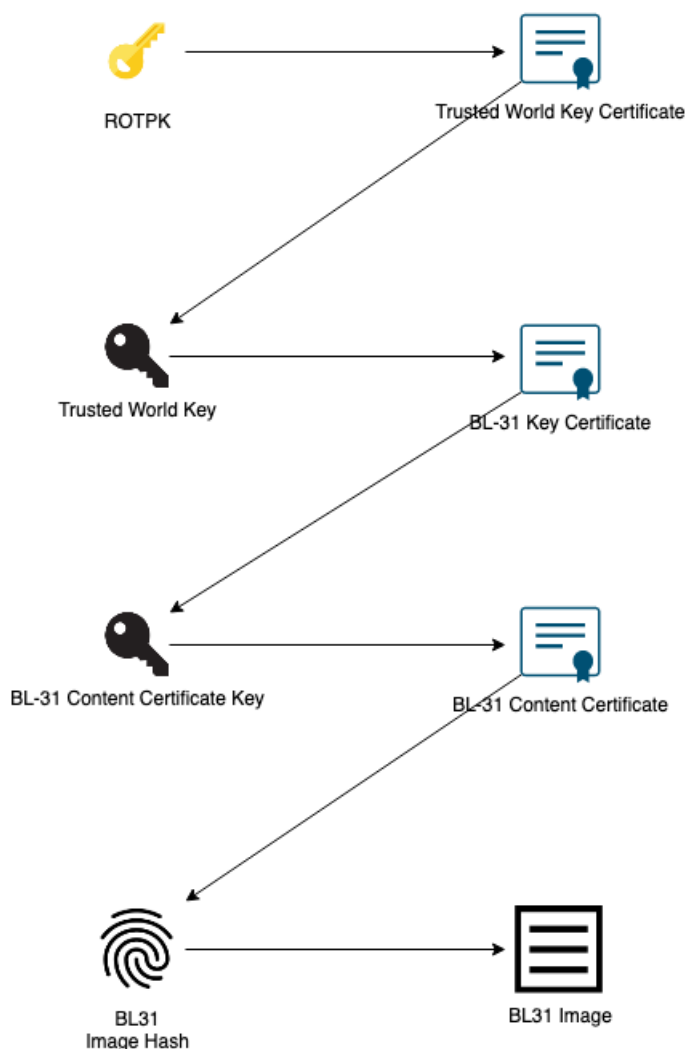 ROTPK
Trusted World Key Certificate
Trusted World Key
BL-31 Key Certificate
BL-31 Content Certificate Key
BL-31 Content Certificate
BL31
Image Hash
BL31 Image